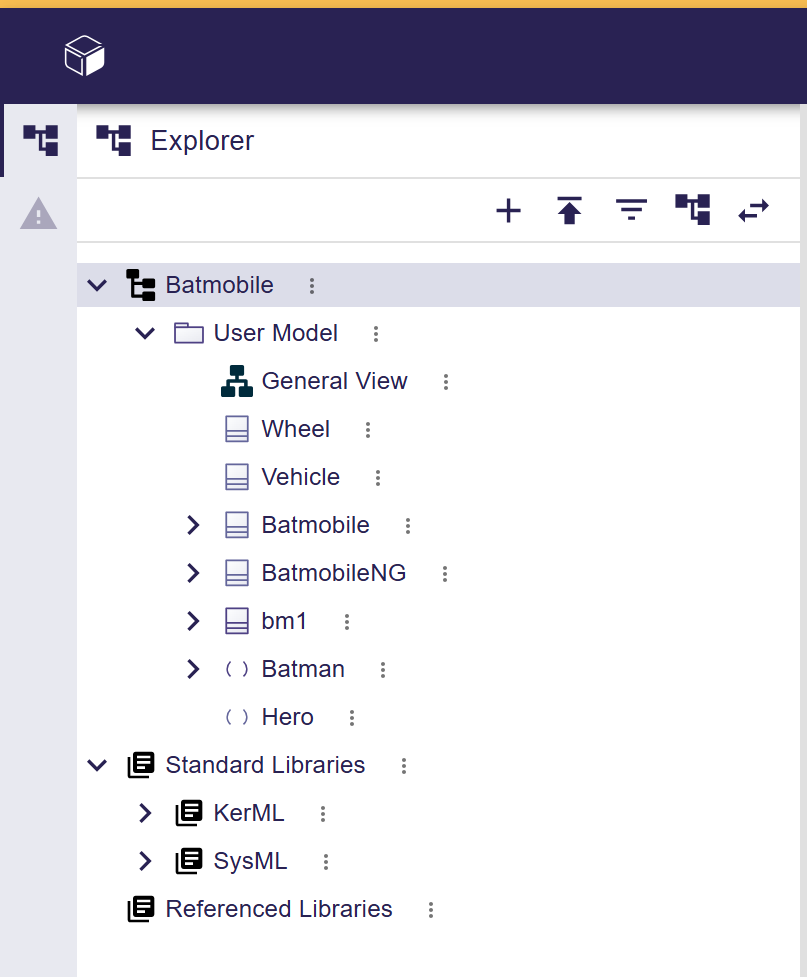 Explorer
Batmobile
User Model
General View
Wheel
Vehicle
Batmobile
BatmobileNG
bm1
Batman
Hero
Standard Libraries
KerML
SysML
Referenced Libraries